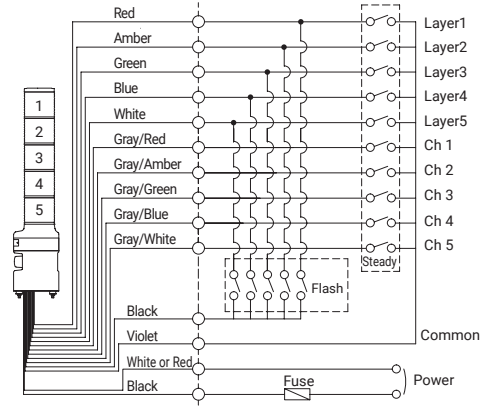 Red Layer1
Amber Layer2
Green Layer3
Blue Layer4
White Layer5
Gray/Red Ch 1
Gray/Amber Ch 2
Gray/Green Ch 3
Gray/Blue Ch 4
Gray/White Ch 5
Steady
1
2
3
4
5
Flash
Black
Violet Common
White or Red
Power
Black Fuse